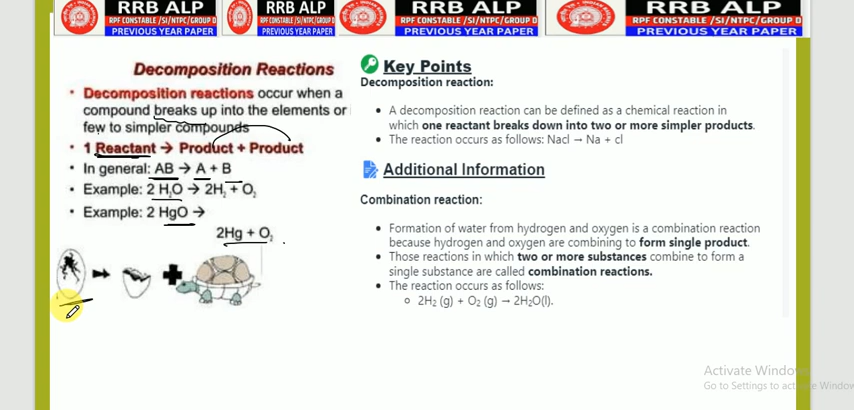 RRB ALP
RPF CONSTABLE /SI/NTPC/GROUP D
PREVIOUS YEAR PAPER
RRB ALP
RPF CONSTABLE /SI/NTPC/GROUP D
PREVIOUS YEAR PAPER
RRB ALP
RPF CONSTABLE /SI/NTPC/GROUP D
PREVIOUS YEAR PAPER
RRB ALP
RPF CONSTABLE /SI/NTPC/GROUP D
PREVIOUS YEAR PAPER
Decomposition Reactions
• Decomposition reactions occur when a
compound breaks up into the elements or
few to simpler compounds
• 1 Reactant → Product + Product
• In general: AB → A + B
• Example: 2 H₂O → 2H₂ + O₂
• Example: 2 HgO →
2Hg + O₂
Key Points
Decomposition reaction:
• A decomposition reaction can be defined as a chemical reaction in
which one reactant breaks down into two or more simpler products.
• The reaction occurs as follows: Nacl → Na + cl
Additional Information
Combination reaction:
• Formation of water from hydrogen and oxygen is a combination reaction
because hydrogen and oxygen are combining to form single product.
• Those reactions in which two or more substances combine to form a
single substance are called combination reactions.
• The reaction occurs as follows:
○ 2H₂ (g) + O₂ (g) → 2H₂O(l).
Activate Windows
Go to Settings to activate Windows